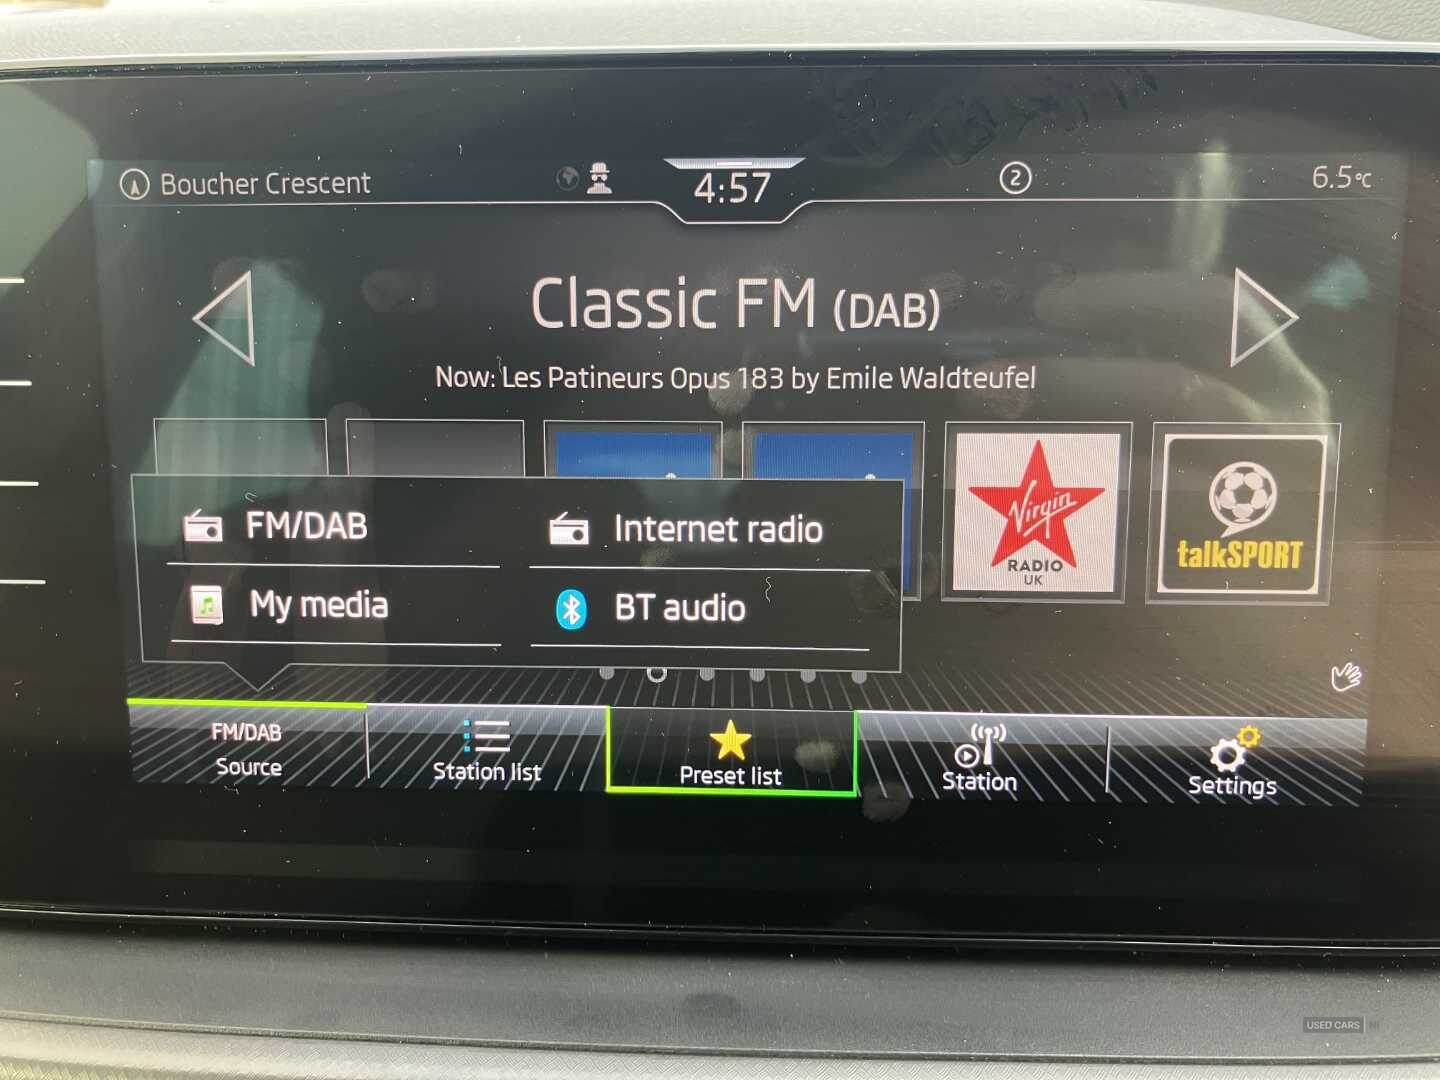 Boucher Crescent
4:57
2
6.5°C
Classic FM (DAB)
Now: Les Patineurs Opus 183 by Emile Waldteufel
Virgin
RADIO
UK
talkSPORT
FM/DAB
Internet radio
My media
BT audio
FM/DAB
Source
Station list
Preset list
Station
Settings
USED CARS NI